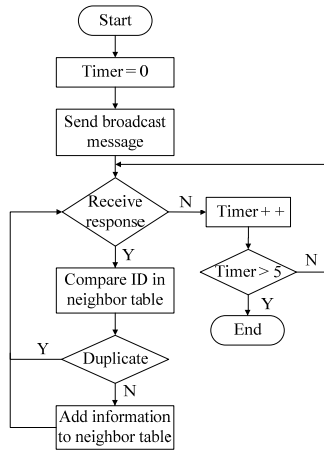 Start
Timer = 0
Send broadcast
message
Receive
response
N
Timer++
Y
Timer > 5
N
Compare ID in
neighbor table
Y
End
Y
Duplicate
N
Add information
to neighbor table